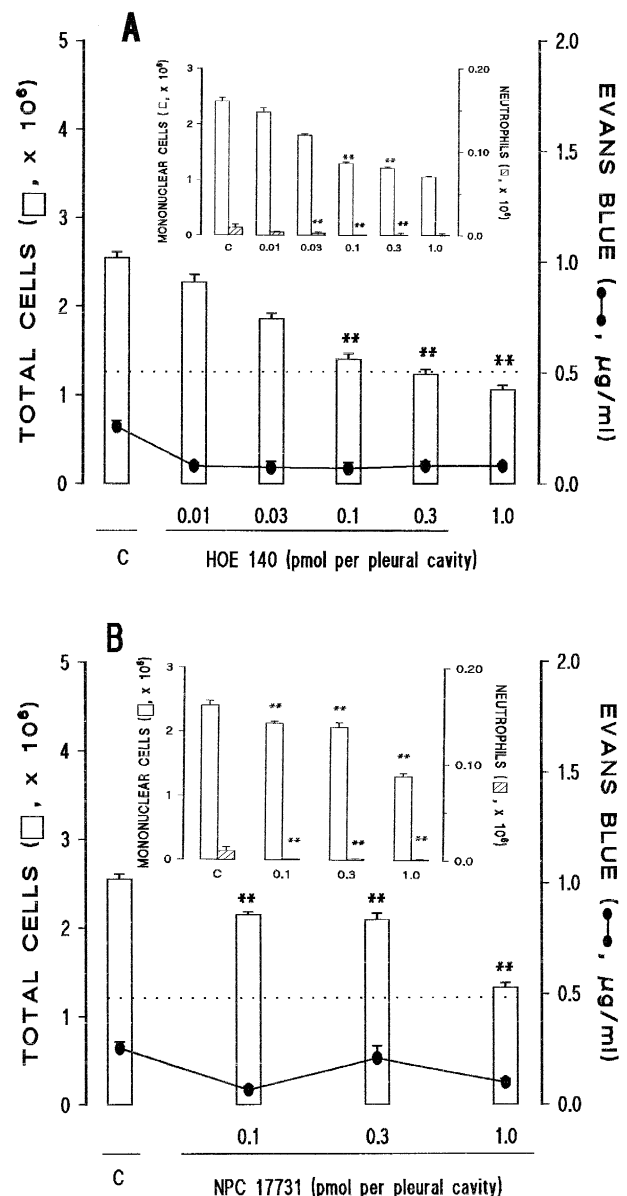 A
TOTAL CELLS (□, x 10⁶)
5
4
3
2
1
0
MONONUCLEAR CELLS (□, x 10⁶)
3
2
1
0
0.20
0.10
0.0
NEUTROPHILS (▨, x 10⁶)
** **
** ** **
C 0.01 0.03 0.1 0.3 1.0
2.0
1.5
1.0
0.5
0.0
EVANS BLUE (●—●, µg/ml)
** ** **
0.01 0.03 0.1 0.3 1.0
C HOE 140 (pmol per pleural cavity)
B
TOTAL CELLS (□, x 10⁶)
5
4
3
2
1
0
MONONUCLEAR CELLS (□, x 10⁶)
3
2
1
0
0.20
0.10
0.0
NEUTROPHILS (▨, x 10⁶)
** ** **
** ** **
C 0.1 0.3 1.0
2.0
1.5
1.0
0.5
0.0
EVANS BLUE (●—●, µg/ml)
** ** **
0.1 0.3 1.0
C NPC 17731 (pmol per pleural cavity)